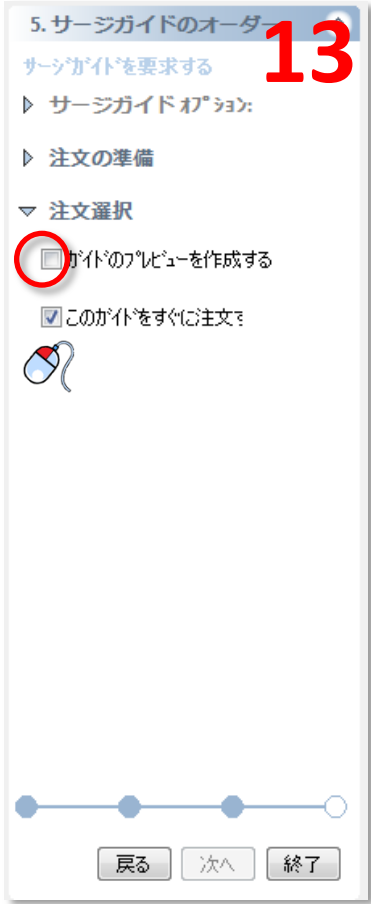 5. サージガイドのオーダー
13
サージガイドを要求する
サージガイド オプション:
注文の準備
注文選択
ガイドのプレビューを作成する
このガイドをすぐに注文す
戻る
次へ
終了